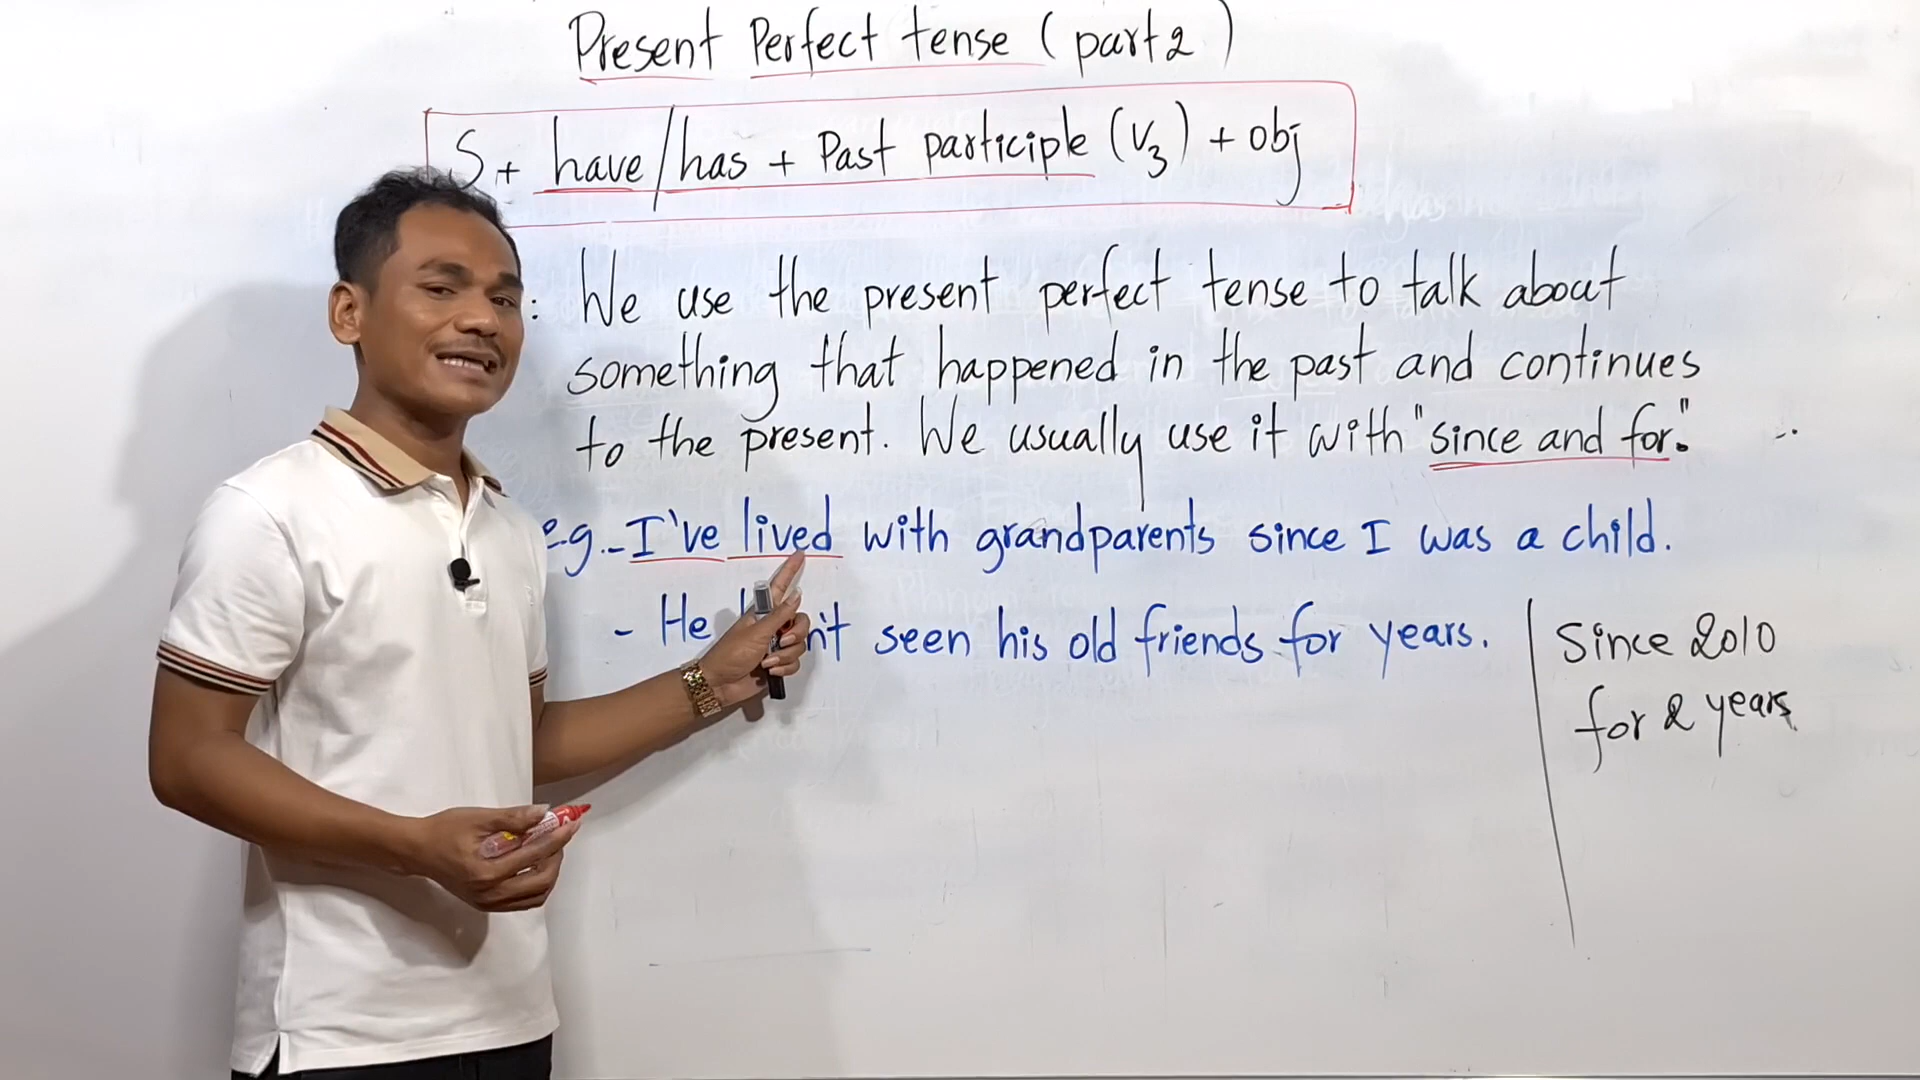 Present Perfect tense (part 2)
S + have/has + Past participle (V3) + obj
: We use the present perfect tense to talk about
something that happened in the past and continues
to the present. We usually use it with "since and for."
e.g. - I've lived with grandparents since I was a child.
- He n't seen his old friends for years.
Since 2010
for 2 years